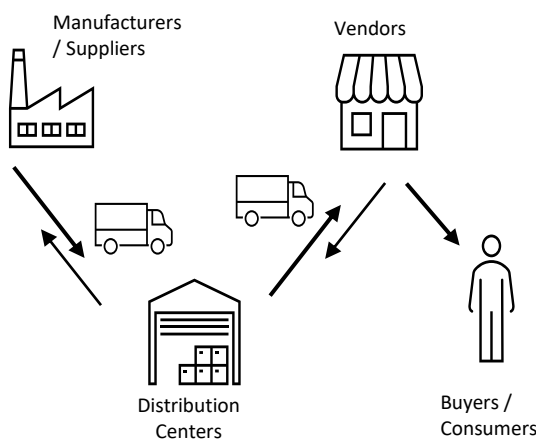 Manufacturers
/ Suppliers
Vendors
Distribution
Centers
Buyers /
Consumers